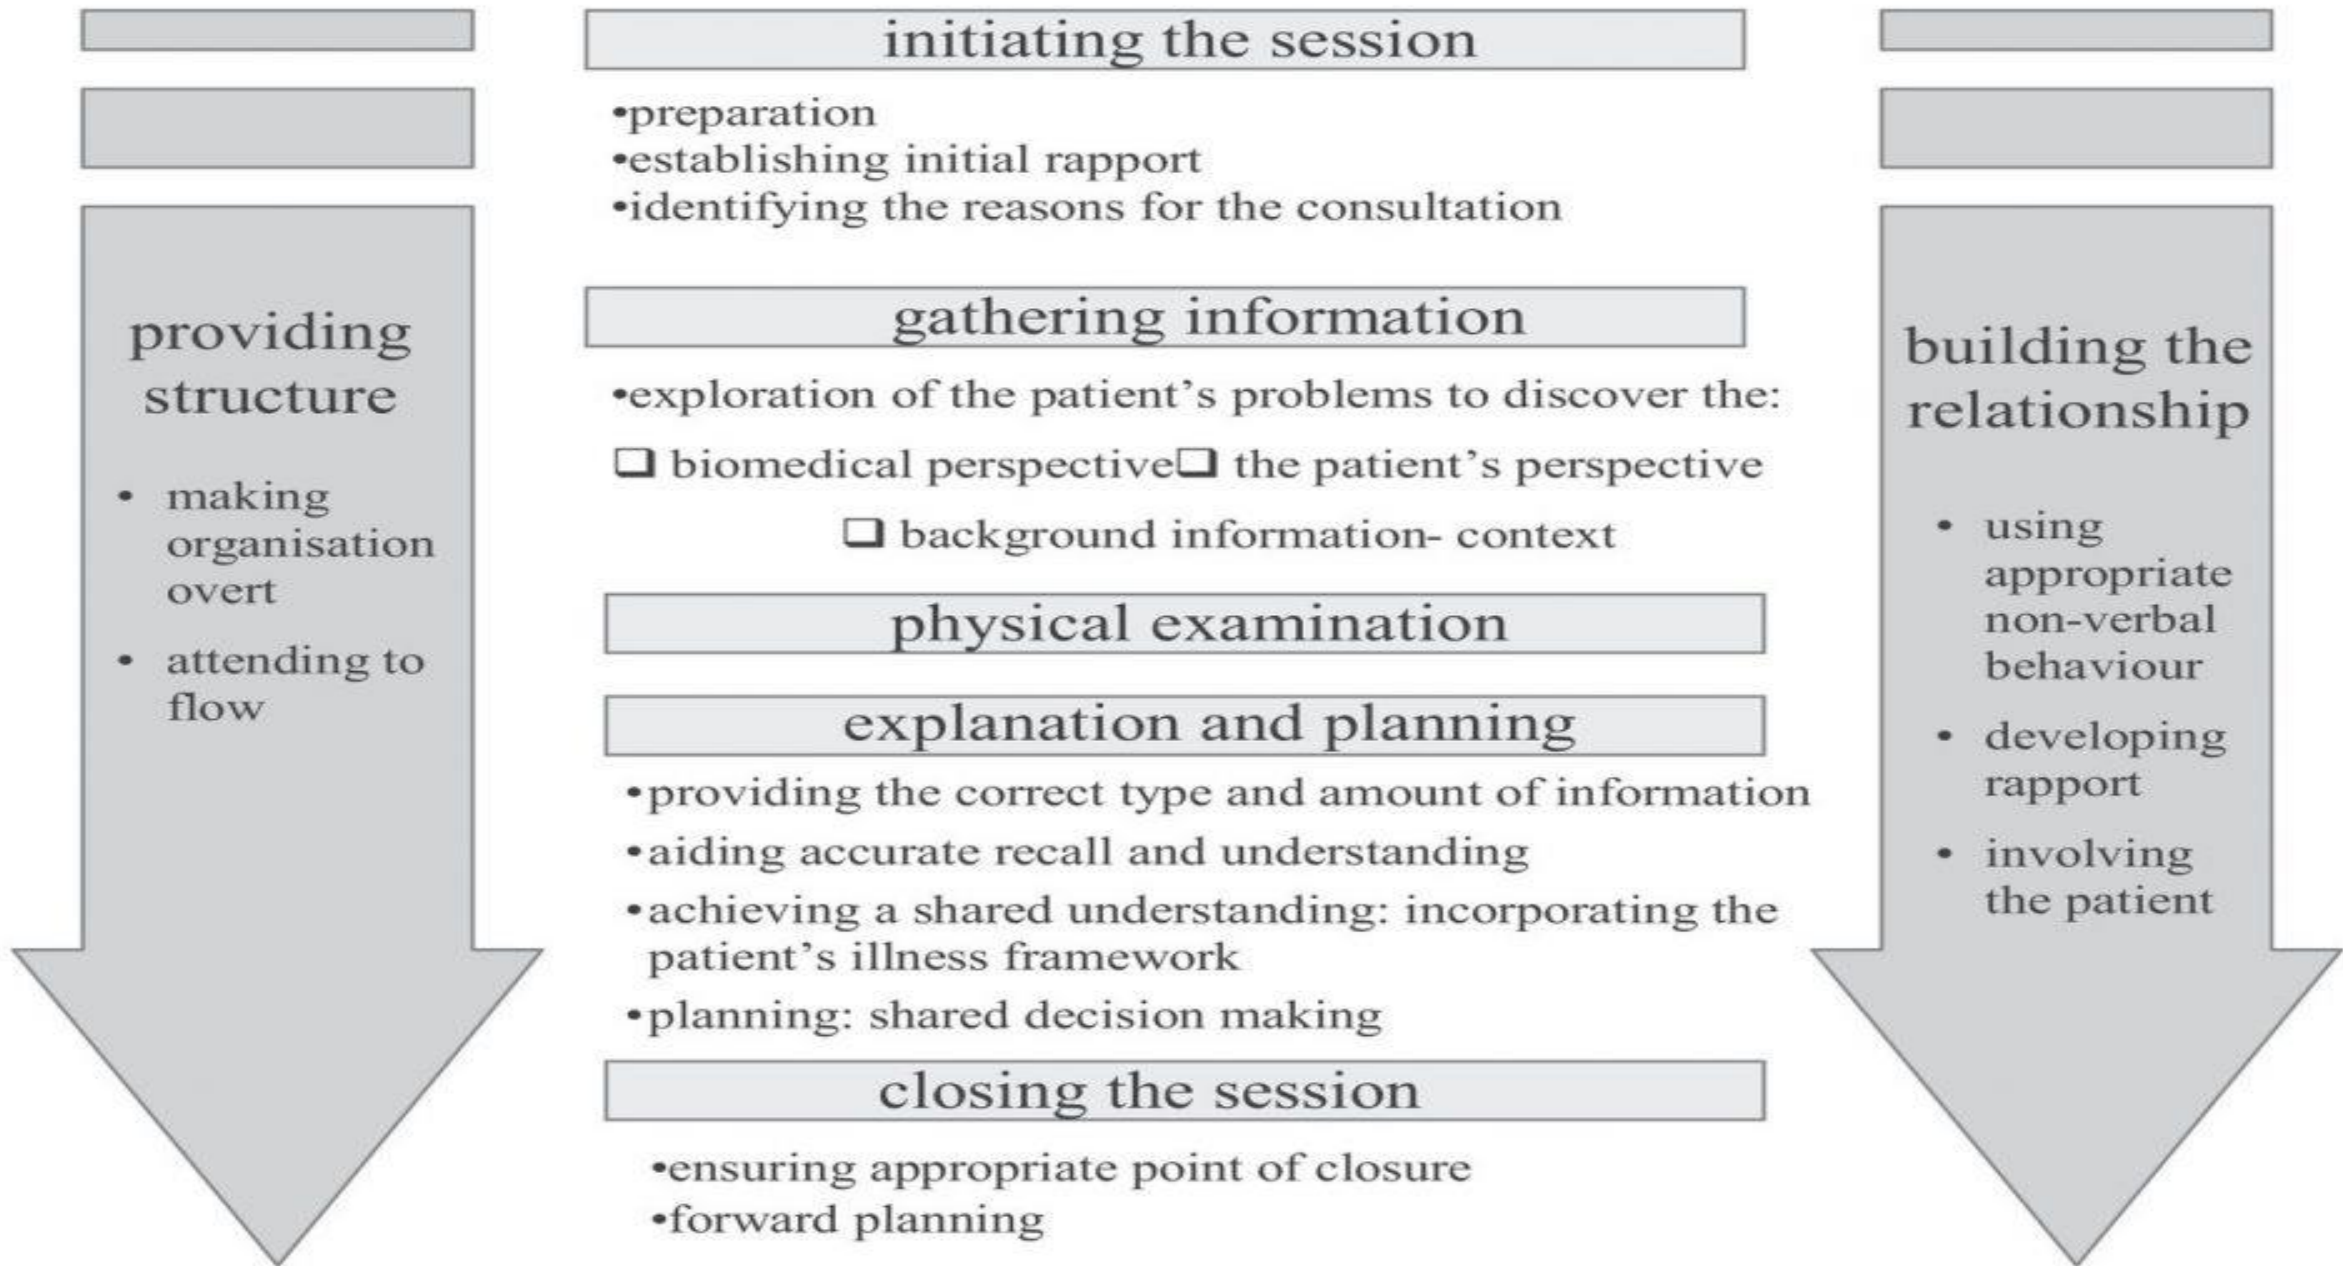 initiating the session
•preparation
•establishing initial rapport
•identifying the reasons for the consultation
gathering information
•exploration of the patient's problems to discover the:
❑ biomedical perspective❑ the patient's perspective
❑ background information- context
physical examination
explanation and planning
•providing the correct type and amount of information
•aiding accurate recall and understanding
•achieving a shared understanding: incorporating the
patient's illness framework
•planning: shared decision making
closing the session
•ensuring appropriate point of closure
•forward planning
providing
structure
• making
organisation
overt
• attending to
flow
building the
relationship
• using
appropriate
non-verbal
behaviour
• developing
rapport
• involving
the patient